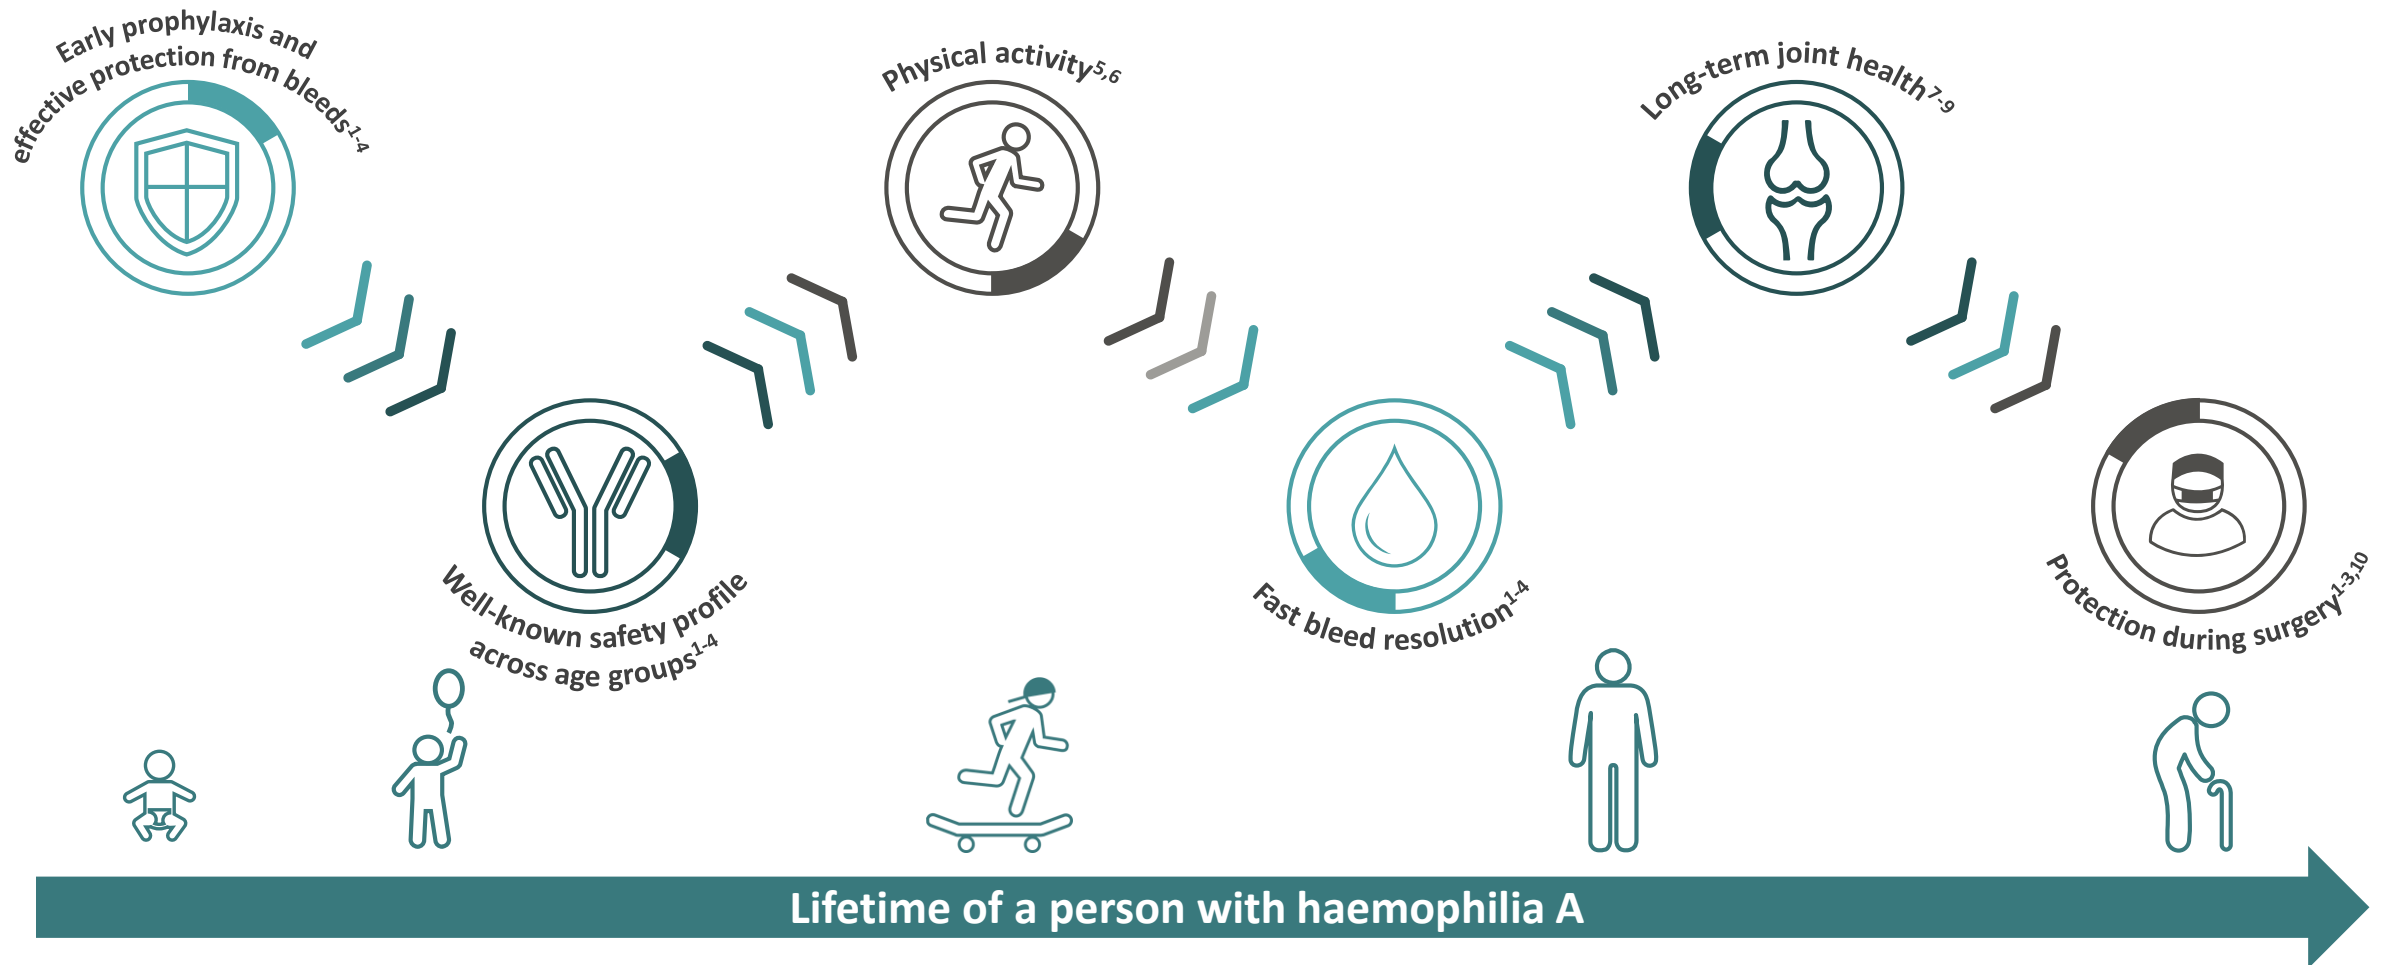 Early prophylaxis and
effective protection from bleeds1-4
Physical activity5,6
Long-term joint health7-9
Well-known safety profile
across age groups1-4
Fast bleed resolution1-4
Protection during surgery1-3,10
Lifetime of a person with haemophilia A